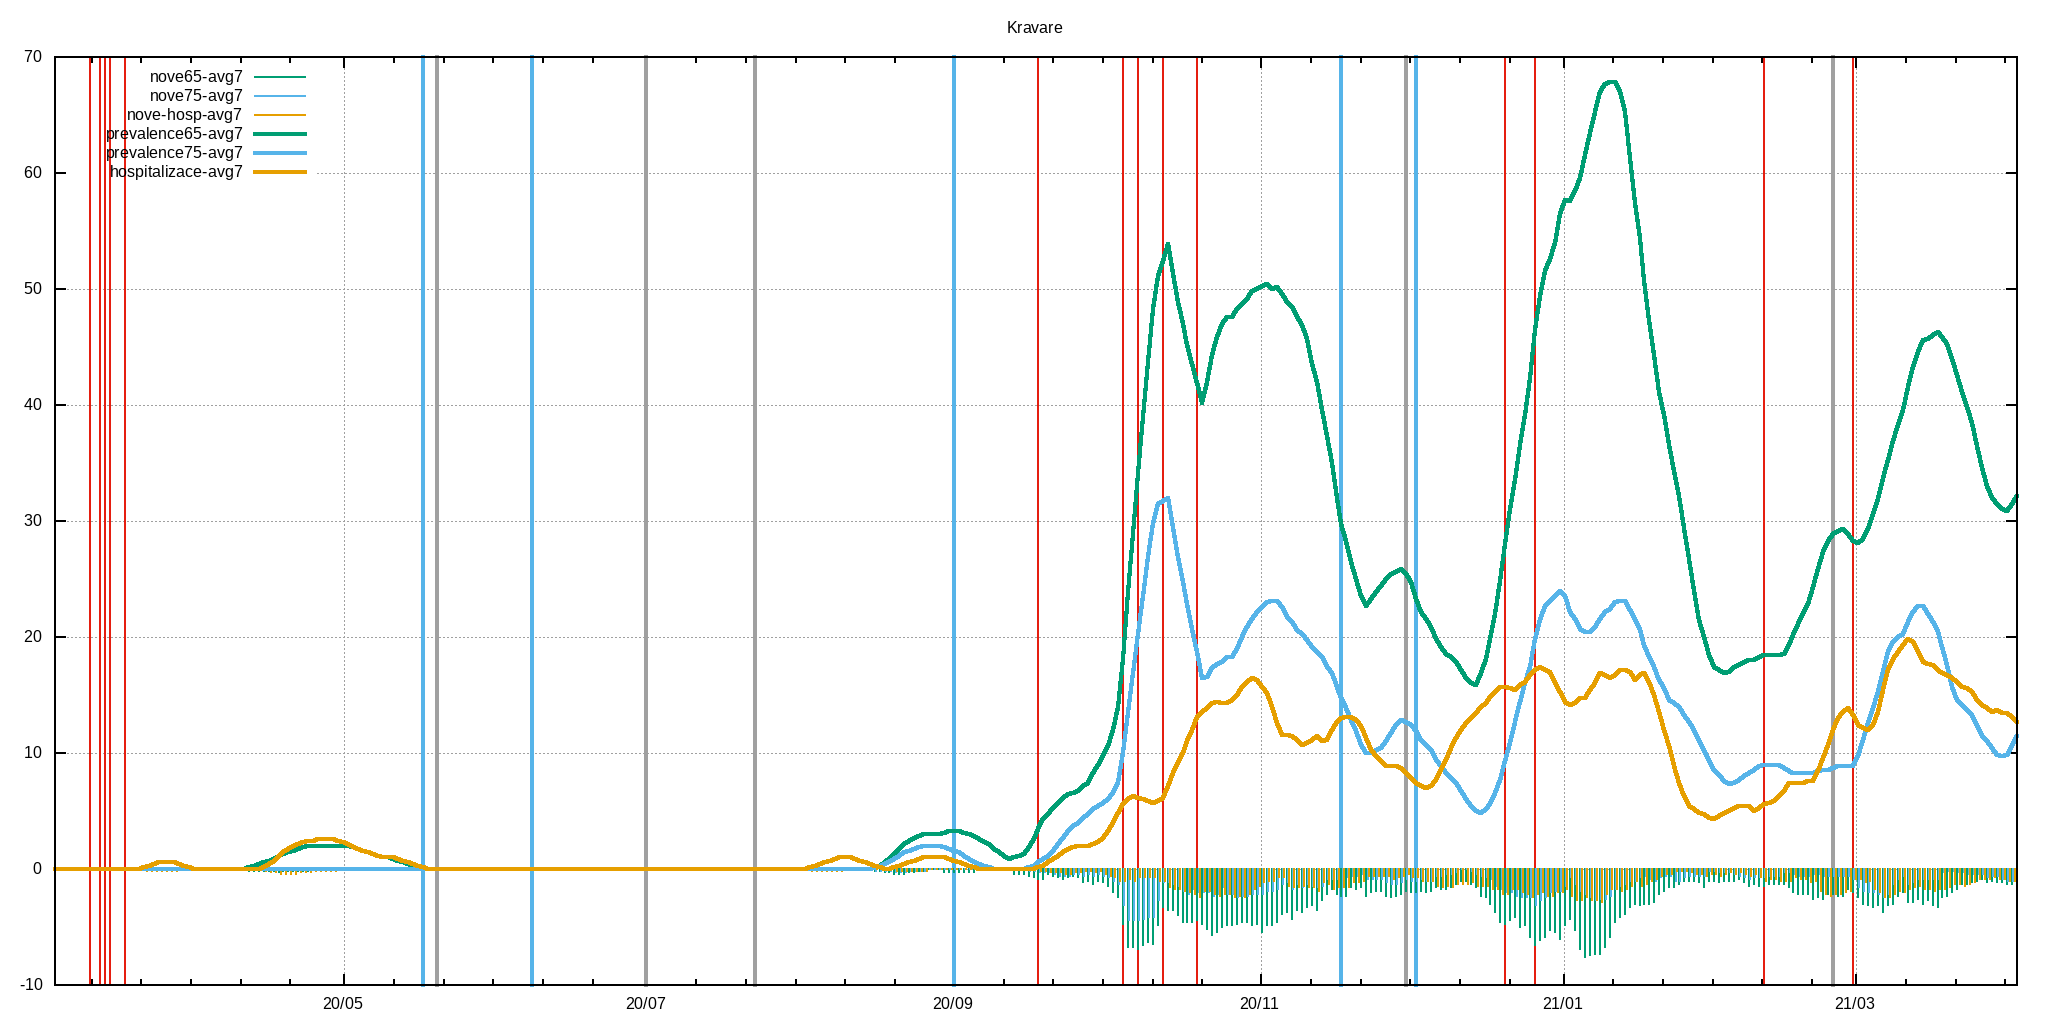 Kravare
70
nove65-avg7
nove75-avg7
nove-hosp-avg7
prevalence65-avg7
prevalence75-avg7
hospitalizace-avg7
60
50
40
30
20
10
0
-10
20/05 20/07 20/09 20/11 21/01 21/03